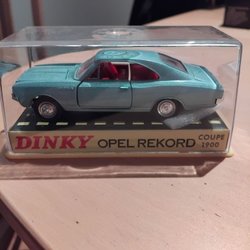 DINKY OPEL REKORD COUPE
1900